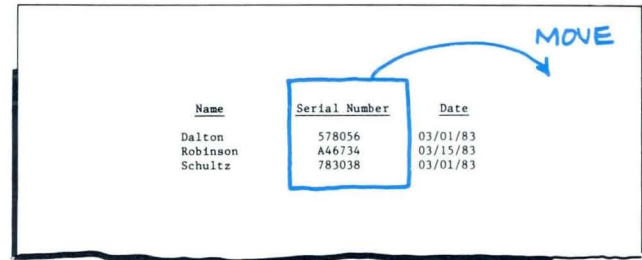 MOVE
Name Serial Number Date
Dalton 578056 03/01/83
Robinson A46734 03/15/83
Schultz 783038 03/01/83